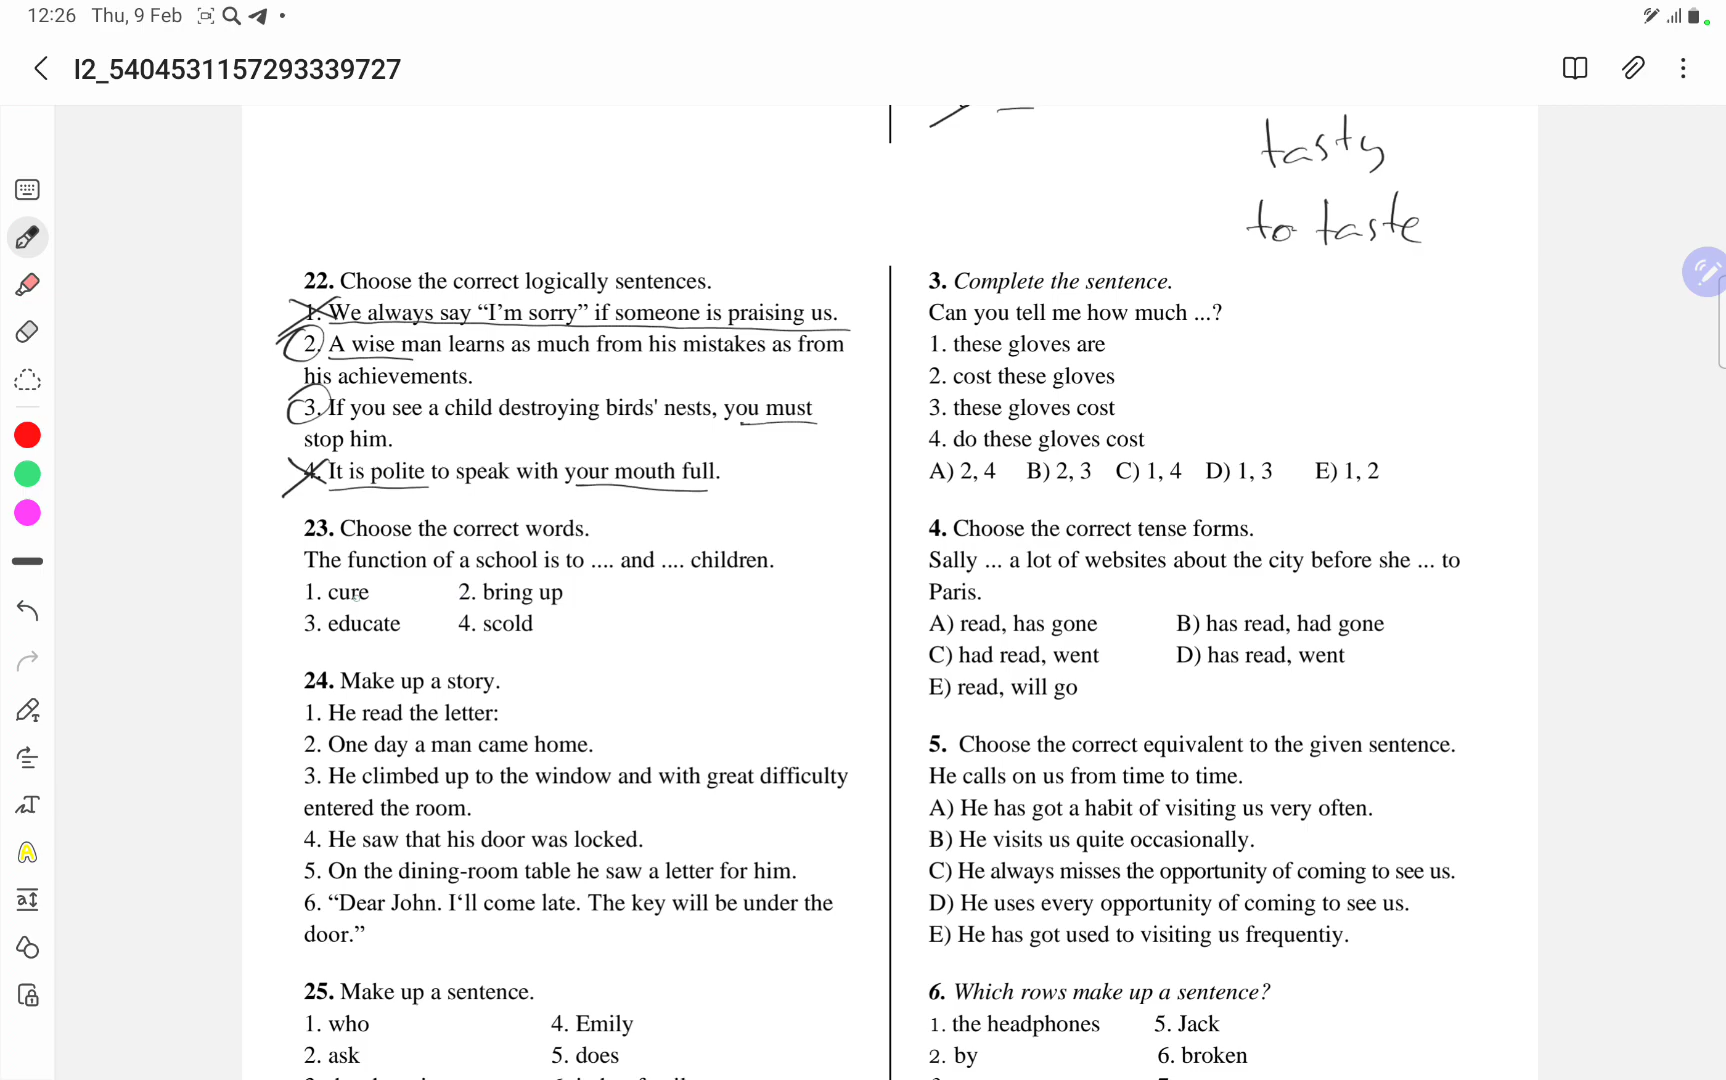 12:26 Thu, 9 Feb
I2_5404531157293339727
tasty
to taste
22. Choose the correct logically sentences.
1. We always say “I'm sorry” if someone is praising us.
2. A wise man learns as much from his mistakes as from
his achievements.
3. If you see a child destroying birds' nests, you must
stop him.
4. It is polite to speak with your mouth full.
23. Choose the correct words.
The function of a school is to .... and .... children.
1. cure 2. bring up
3. educate 4. scold
24. Make up a story.
1. He read the letter:
2. One day a man came home.
3. He climbed up to the window and with great difficulty
entered the room.
4. He saw that his door was locked.
5. On the dining-room table he saw a letter for him.
6. “Dear John. I‘ll come late. The key will be under the
door.”
25. Make up a sentence.
1. who 4. Emily
2. ask 5. does
3. Complete the sentence.
Can you tell me how much ...?
1. these gloves are
2. cost these gloves
3. these gloves cost
4. do these gloves cost
A) 2, 4 B) 2, 3 C) 1, 4 D) 1, 3 E) 1, 2
4. Choose the correct tense forms.
Sally ... a lot of websites about the city before she ... to
Paris.
A) read, has gone B) has read, had gone
C) had read, went D) has read, went
E) read, will go
5. Choose the correct equivalent to the given sentence.
He calls on us from time to time.
A) He has got a habit of visiting us very often.
B) He visits us quite occasionally.
C) He always misses the opportunity of coming to see us.
D) He uses every opportunity of coming to see us.
E) He has got used to visiting us frequentiy.
6. Which rows make up a sentence?
1. the headphones 5. Jack
2. by 6. broken